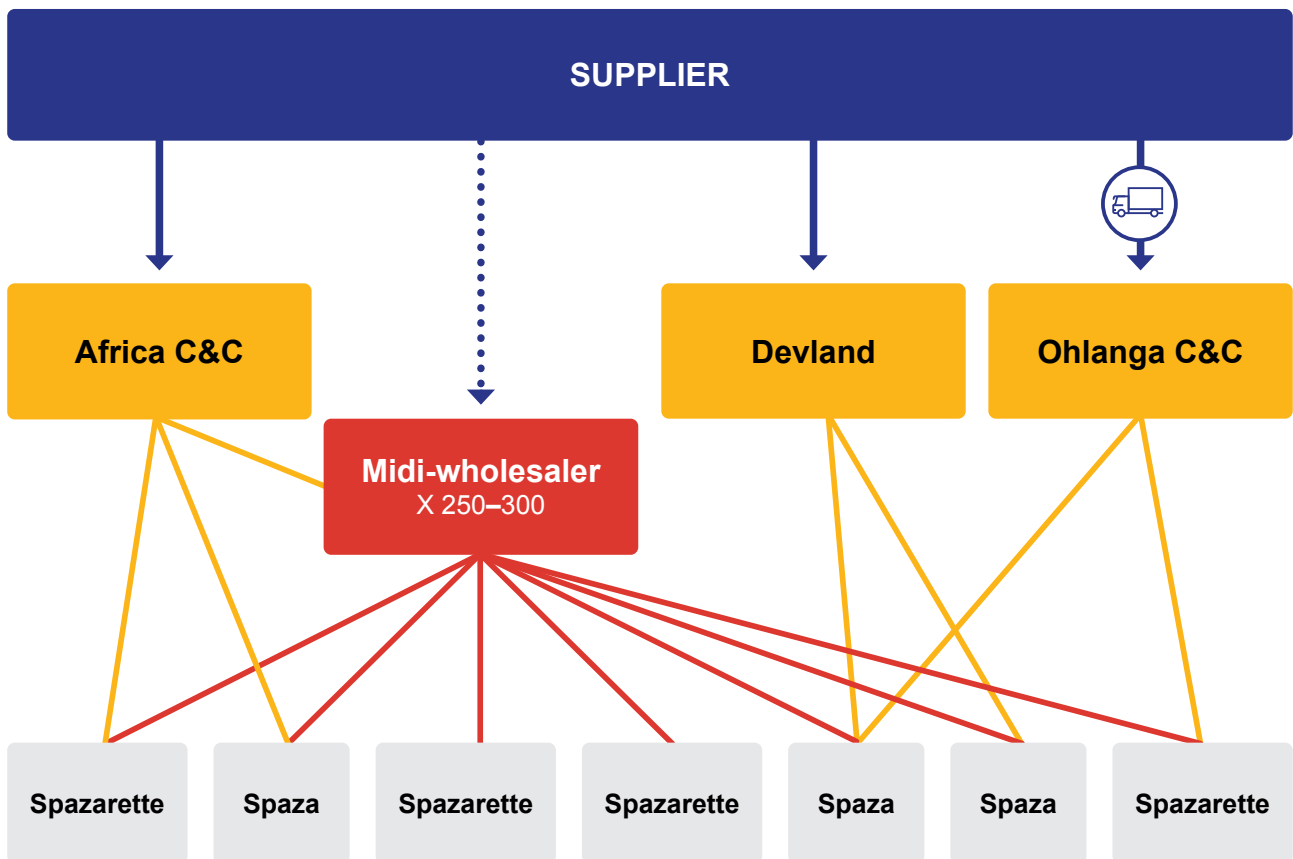 SUPPLIER
Africa C&C
Devland
Ohlanga C&C
Midi-wholesaler
X 250–300
Spazarette
Spaza
Spazarette
Spazarette
Spaza
Spaza
Spazarette